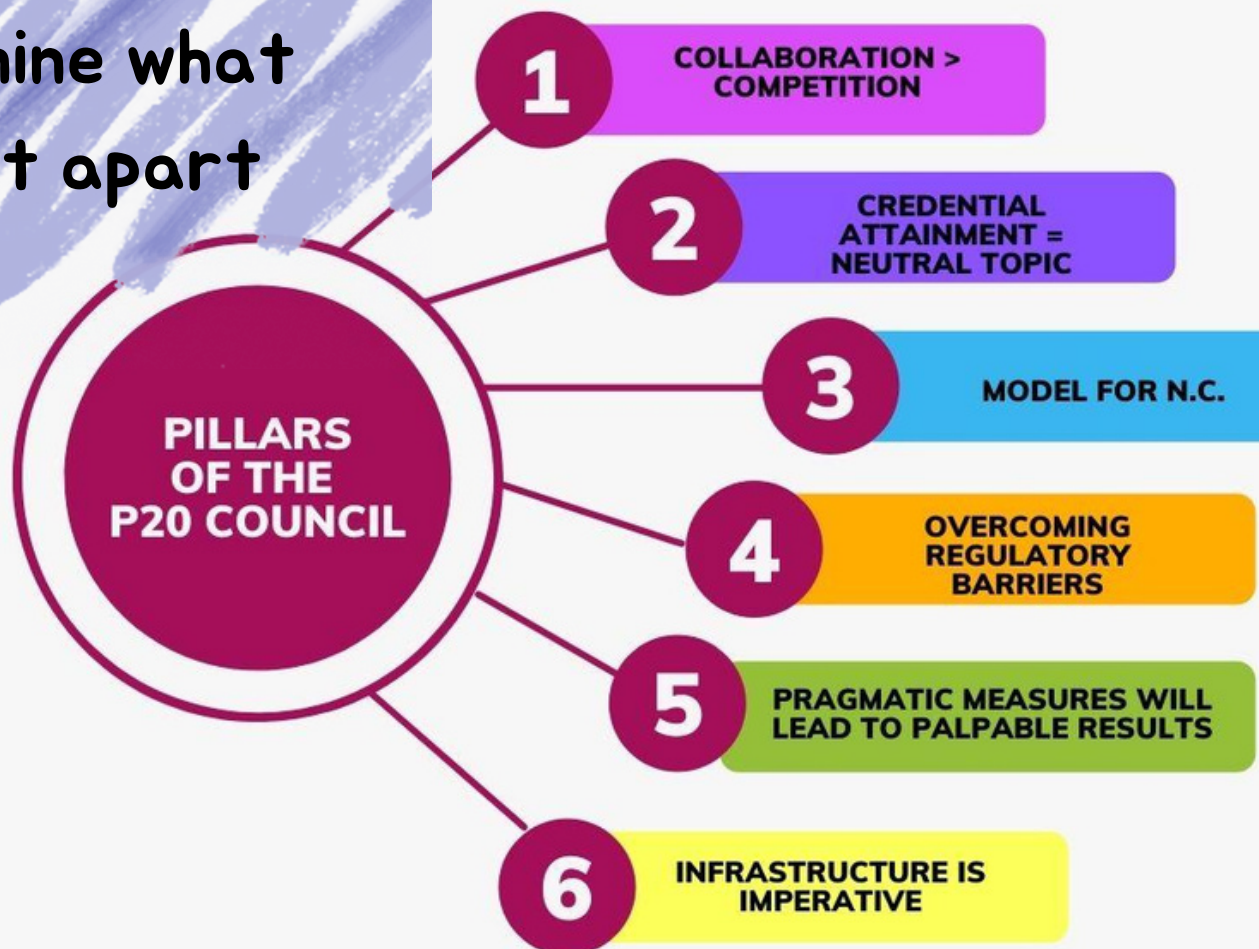 what
t apart
PILLARS
OF THE
P20 COUNCIL
1
COLLABORATION >
COMPETITION
2
CREDENTIAL
ATTAINMENT =
NEUTRAL TOPIC
3
MODEL FOR N.C.
4
OVERCOMING
REGULATORY
BARRIERS
5
PRAGMATIC MEASURES WILL
LEAD TO PALPABLE RESULTS
6
INFRASTRUCTURE IS
IMPERATIVE